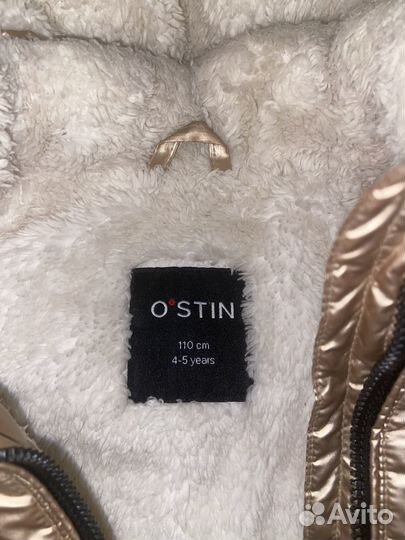 O'STIN
110 cm
4-5 years
Avito